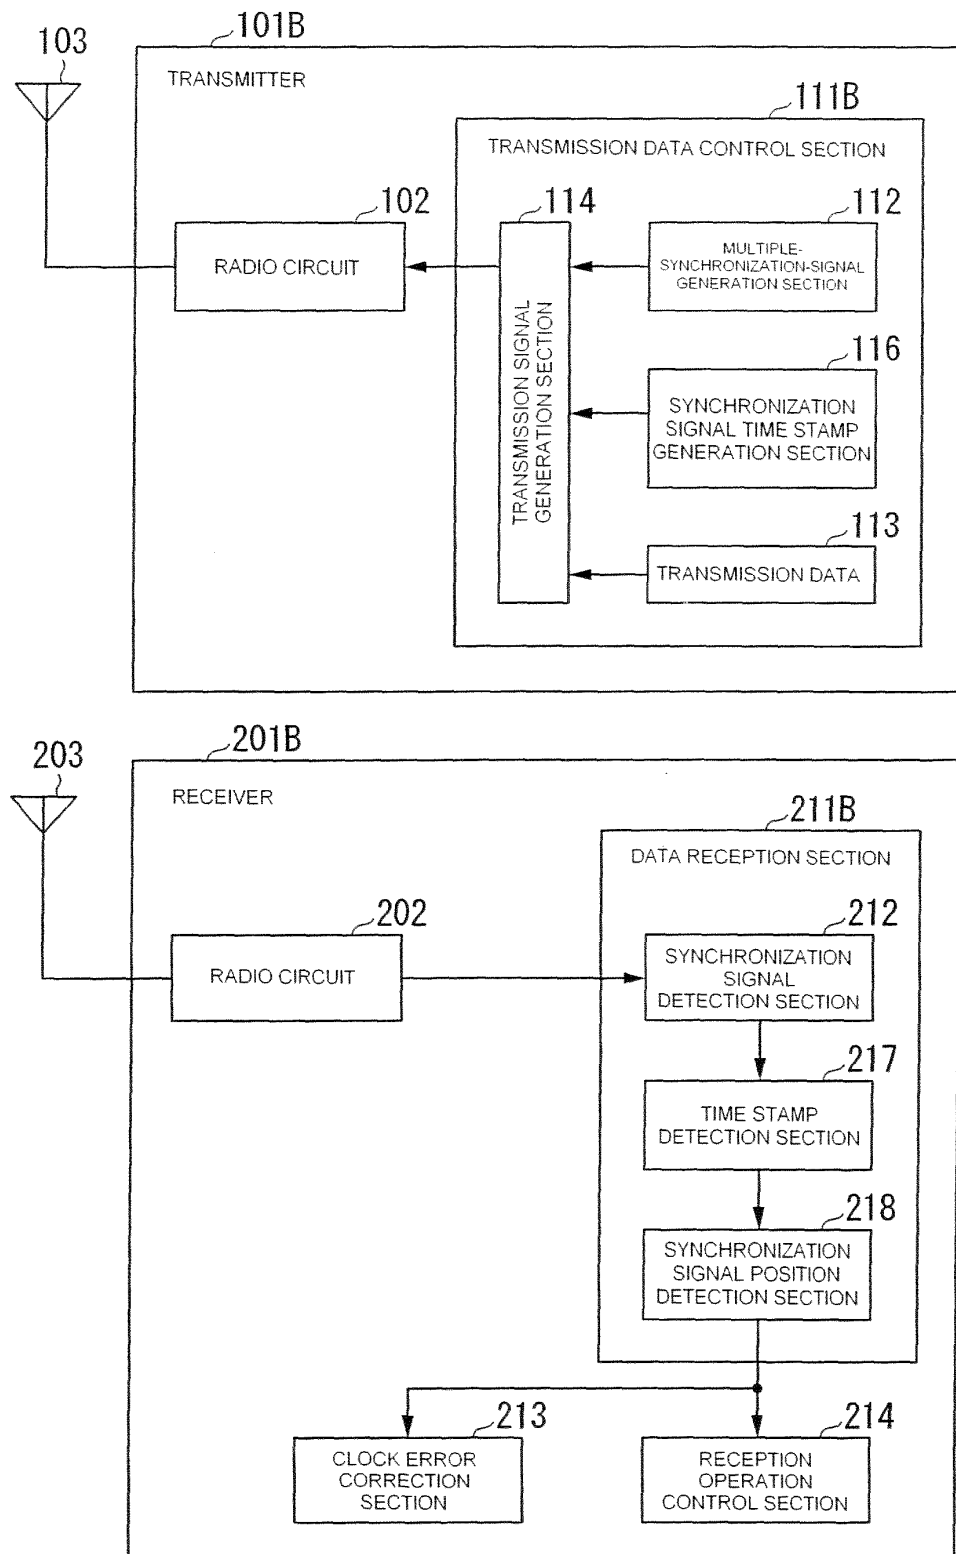 101B
103
TRANSMITTER
111B
TRANSMISSION DATA CONTROL SECTION
102
RADIO CIRCUIT
114
TRANSMISSION SIGNAL
GENERATION SECTION
112
MULTIPLE-
SYNCHRONIZATION-SIGNAL
GENERATION SECTION
116
SYNCHRONIZATION
SIGNAL TIME STAMP
GENERATION SECTION
113
TRANSMISSION DATA
201B
203
RECEIVER
211B
DATA RECEPTION SECTION
202
RADIO CIRCUIT
212
SYNCHRONIZATION
SIGNAL
DETECTION SECTION
217
TIME STAMP
DETECTION SECTION
218
SYNCHRONIZATION
SIGNAL POSITION
DETECTION SECTION
213
CLOCK ERROR
CORRECTION
SECTION
214
RECEPTION
OPERATION
CONTROL SECTION